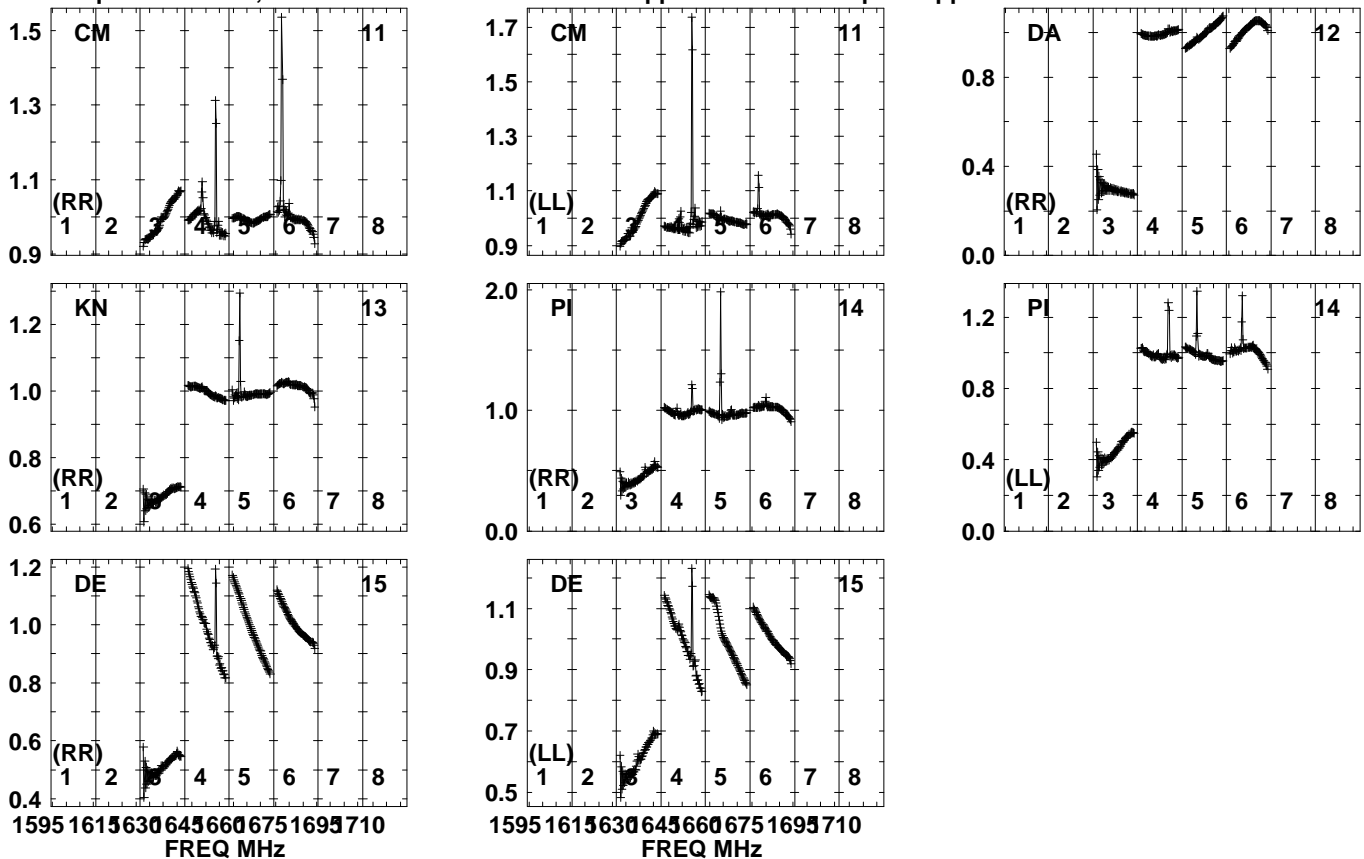 1.5 CM 11
1.3
1.1
(RR)
1 2 3 4 5 6 7 8
0.9
1.7 CM 11
1.5
1.3
1.1
(LL)
1 2 3 4 5 6 7 8
0.9
DA 12
0.8
0.4
(RR)
1 2 3 4 5 6 7 8
0.0
KN 13
1.2
1.0
0.8
0.7
(RR)
1 2 3 4 5 6 7 8
0.6
2.0 PI 14
1.0
(RR)
1 2 3 4 5 6 7 8
0.0
PI 14
1.2
0.8
0.4
(LL)
1 2 3 4 5 6 7 8
0.0
1.2 DE 15
1.0
0.8
0.6
(RR)
1 2 3 4 5 6 7 8
0.4
1595 1615 1630 1645 1660 1675 1695 1710
FREQ MHz
DE 15
1.1
0.9
0.7
(LL)
1 2 3 4 5 6 7 8
0.5
1595 1615 1630 1645 1660 1675 1695 1710
FREQ MHz